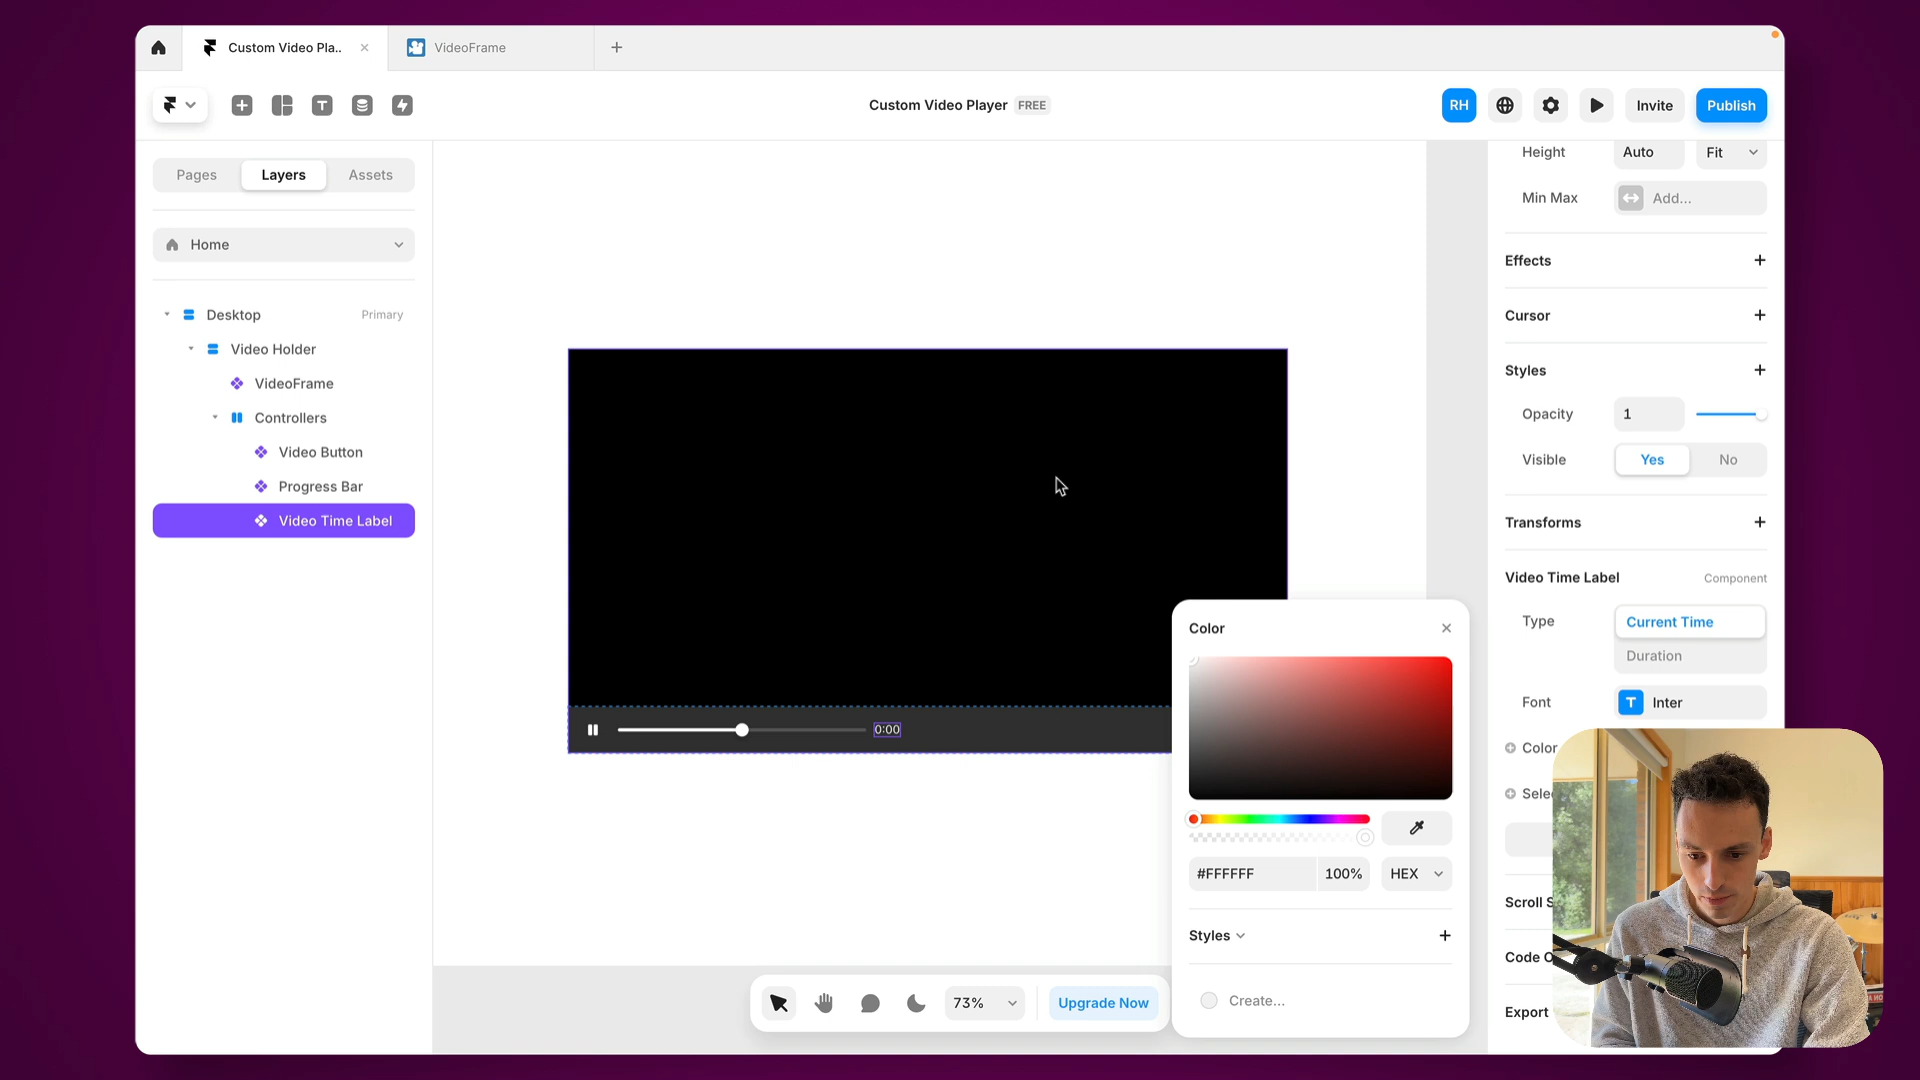 Custom Video Pla..
VideoFrame
Custom Video Player FREE
RH
Invite
Publish
Pages
Layers
Assets
Home
Desktop
Primary
Video Holder
VideoFrame
Controllers
Video Button
Progress Bar
Video Time Label
0:00
Height
Auto
Fit
Min Max
Add...
Effects
Cursor
Styles
Opacity
1
Visible
Yes
No
Transforms
Video Time Label
Component
Type
Current Time
Duration
Font
T
Inter
Color
Scroll S
Code O
Export
Color
#FFFFFF
100%
HEX
Styles
Create...
73%
Upgrade Now